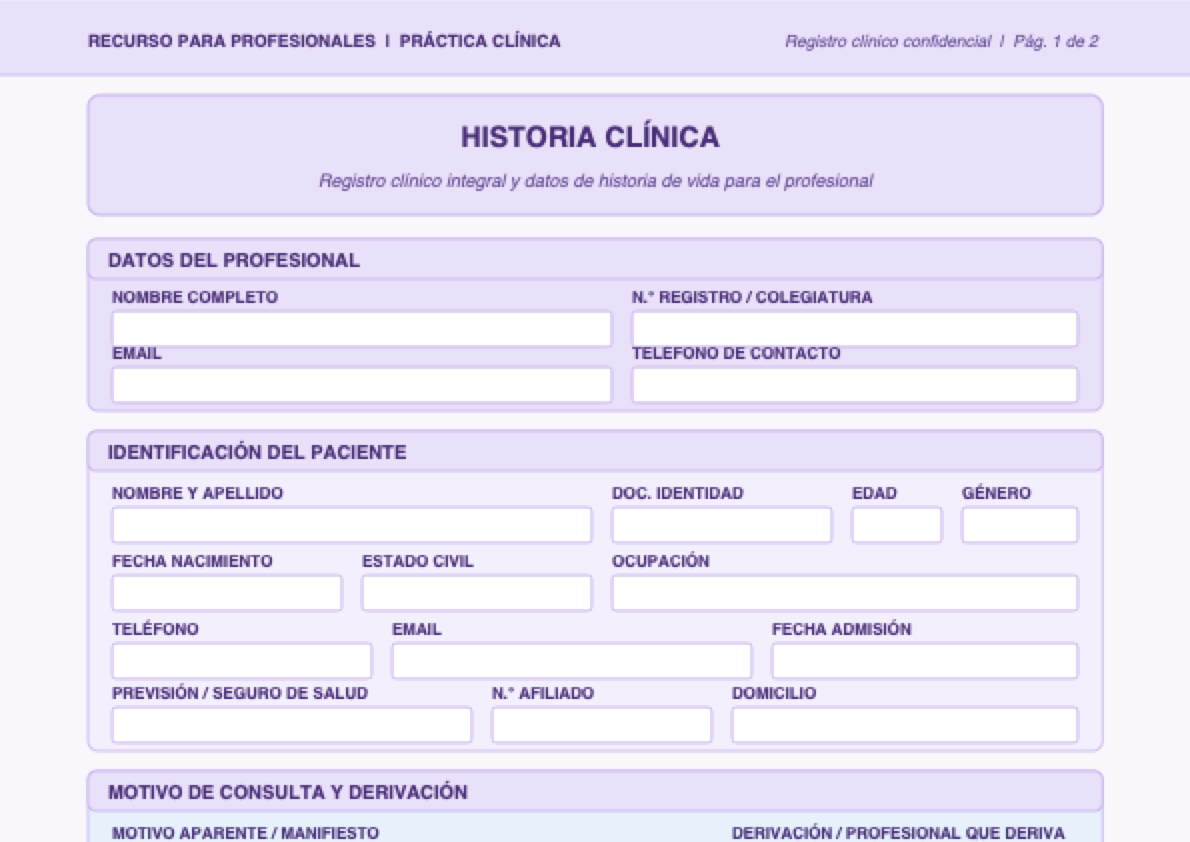 RECURSO PARA PROFESIONALES | PRÁCTICA CLÍNICA Registro clínico confidencial | Pág. 1 de 2
HISTORIA CLÍNICA
Registro clínico integral y datos de historia de vida para el profesional
DATOS DEL PROFESIONAL
NOMBRE COMPLETO N.° REGISTRO / COLEGIATURA
EMAIL TELEFONO DE CONTACTO
IDENTIFICACIÓN DEL PACIENTE
NOMBRE Y APELLIDO DOC. IDENTIDAD EDAD GÉNERO
FECHA NACIMIENTO ESTADO CIVIL OCUPACIÓN
TELÉFONO EMAIL FECHA ADMISIÓN
PREVISIÓN / SEGURO DE SALUD N.° AFILIADO DOMICILIO
MOTIVO DE CONSULTA Y DERIVACIÓN
MOTIVO APARENTE / MANIFIESTO DERIVACIÓN / PROFESIONAL QUE DERIVA